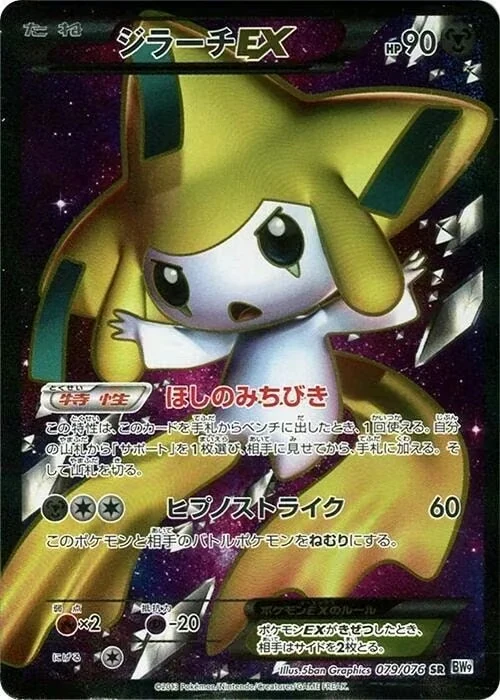 たね ジラーチEX HP90
特性 ほしのみちびき
この特性は、このカードを手札からベンチに出したとき、1回使える。自分
の山札から「サポート」を1枚選び、相手に見せてから、手札に加える。そ
して山札を切る。
ヒプノストライク 60
このポケモンと相手のバトルポケモンをねむりにする。
弱点 ×2 抵抗力 -20
にげる
ポケモンEXのルール
ポケモンEXがきぜつしたとき、
相手はサイドを2枚とる。
Illus.5ban Graphics 079/076 SR BW9
©2013 Pokémon/Nintendo/Creatures/GAME FREAK.